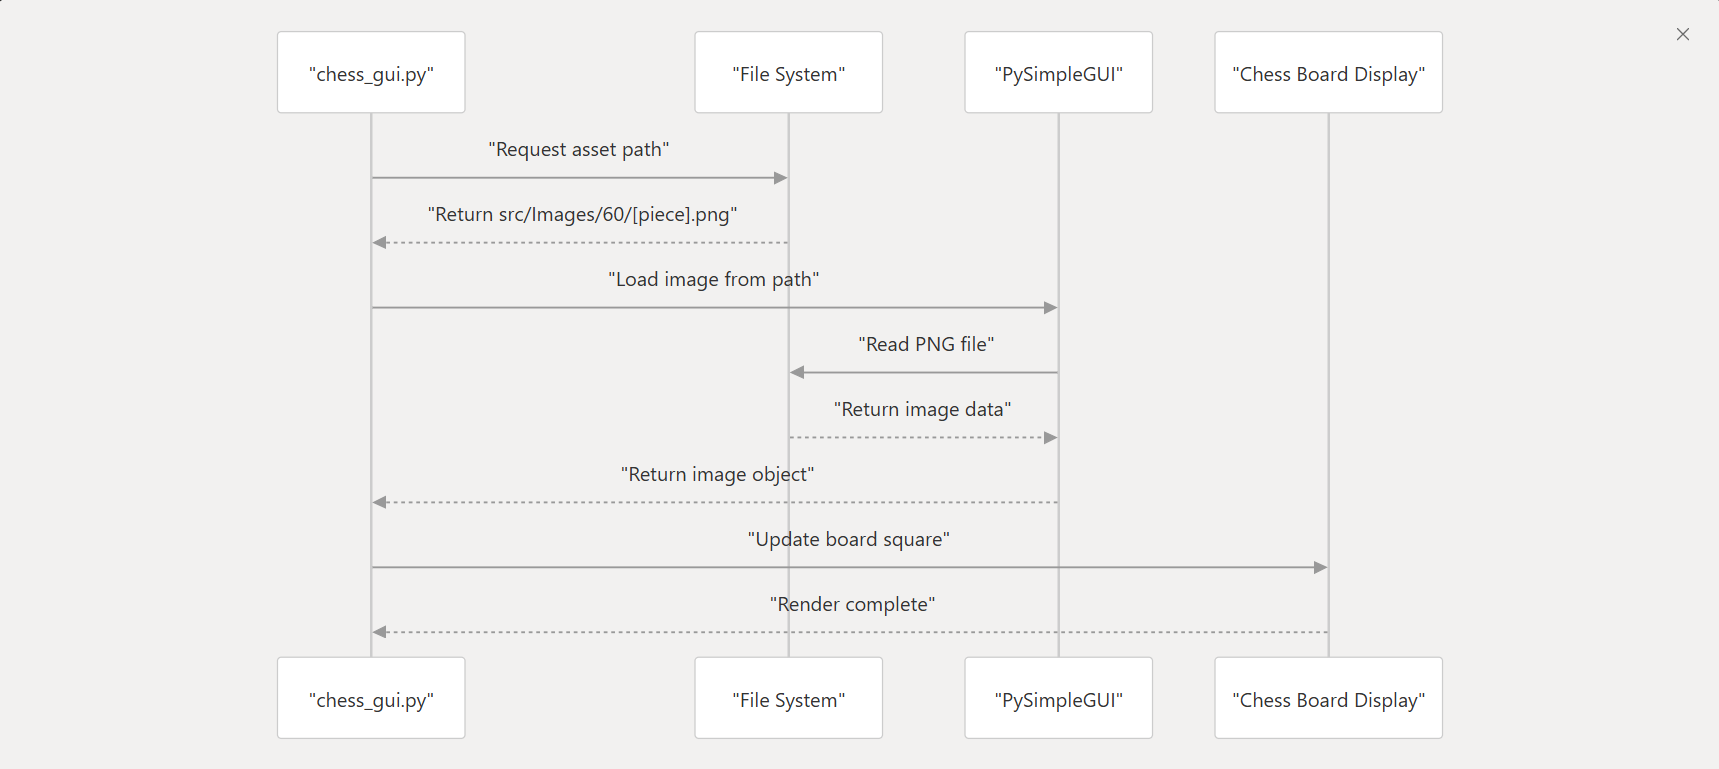 "chess_gui.py"
"File System"
"PySimpleGUI"
"Chess Board Display"
"Request asset path"
"Return src/Images/60/[piece].png"
"Load image from path"
"Read PNG file"
"Return image data"
"Return image object"
"Update board square"
"Render complete"
"chess_gui.py"
"File System"
"PySimpleGUI"
"Chess Board Display"